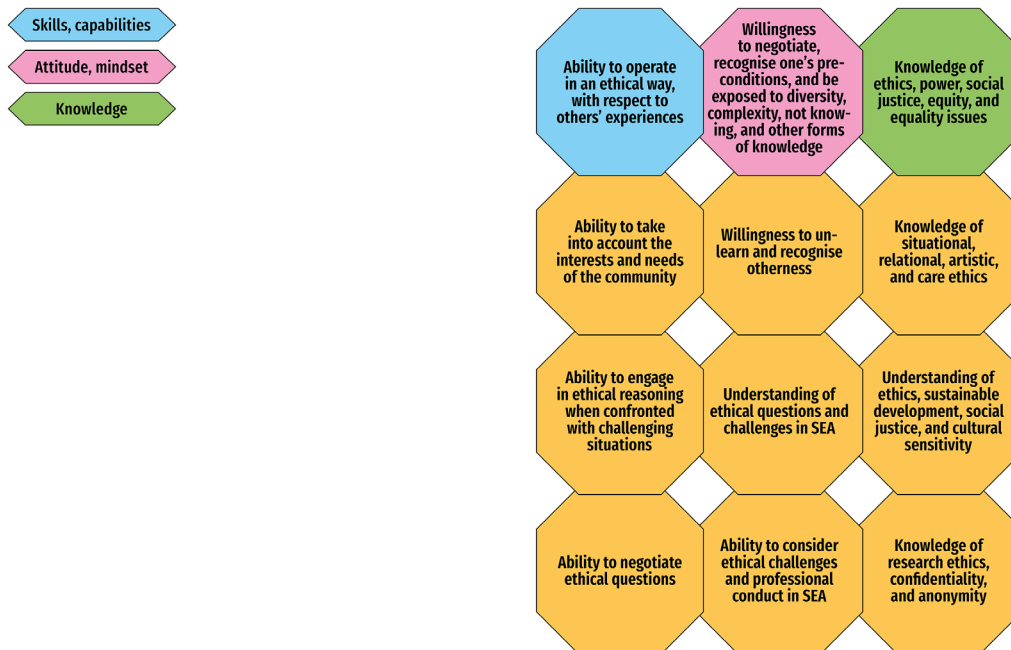 Skills, capabilities
Attitude, mindset
Knowledge
Ability to operate
in an ethical way,
with respect to
others' experiences
Willingness
to negotiate,
recognise one's pre-
conditions, and be
exposed to diversity,
complexity, not know-
ing, and other forms
of knowledge
Knowledge of
ethics, power, social
justice, equity, and
equality issues
Ability to take
into account the
interests and needs
of the community
Willingness to un-
learn and recognise
otherness
Knowledge of
situational,
relational, artistic,
and care ethics
Ability to engage
in ethical reasoning
when confronted
with challenging
situations
Understanding of
ethical questions and
challenges in SEA
Understanding of
ethics, sustainable
development, social
justice, and cultural
sensitivity
Ability to negotiate
ethical questions
Ability to consider
ethical challenges
and professional
conduct in SEA
Knowledge of
research ethics,
confidentiality,
and anonymity